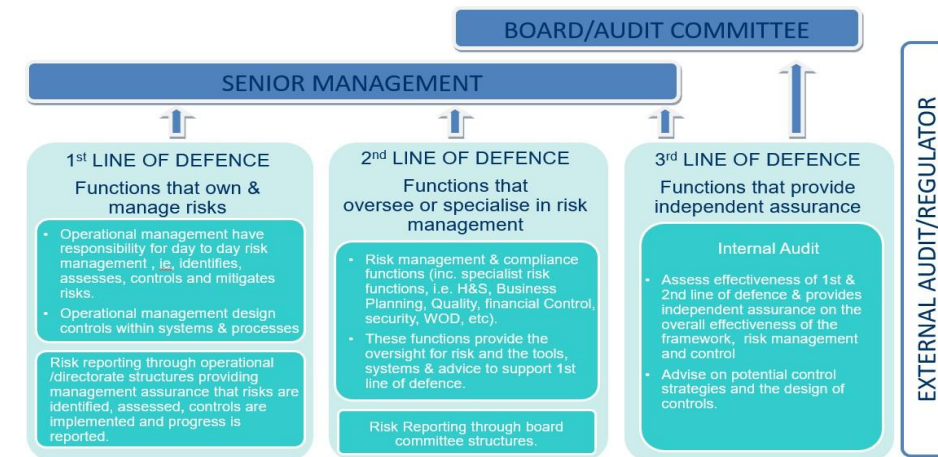 BOARD/AUDIT COMMITTEE
SENIOR MANAGEMENT
1st LINE OF DEFENCE
Functions that own &
manage risks
• Operational management have
responsibility for day to day risk
management , ie, identifies,
assesses, controls and mitigates
risks.
• Operational management design
controls within systems & processes
Risk reporting through operational
/directorate structures providing
management assurance that risks are
identified, assessed, controls are
implemented and progress is
reported.
2nd LINE OF DEFENCE
Functions that
oversee or specialise in risk
management
• Risk management & compliance
functions (inc. specialist risk
functions, i.e. H&S, Business
Planning, Quality, financial Control,
security, WOD, etc).
• These functions provide the
oversight for risk and the tools,
systems & advice to support 1st
line of defence.
Risk Reporting through board
committee structures.
3rd LINE OF DEFENCE
Functions that provide
independent assurance
Internal Audit
• Assess effectiveness of 1st &
2nd line of defence & provides
independent assurance on the
overall effectiveness of the
framework, risk management
and control
• Advise on potential control
strategies and the design of
controls.
EXTERNAL AUDIT/REGULATOR